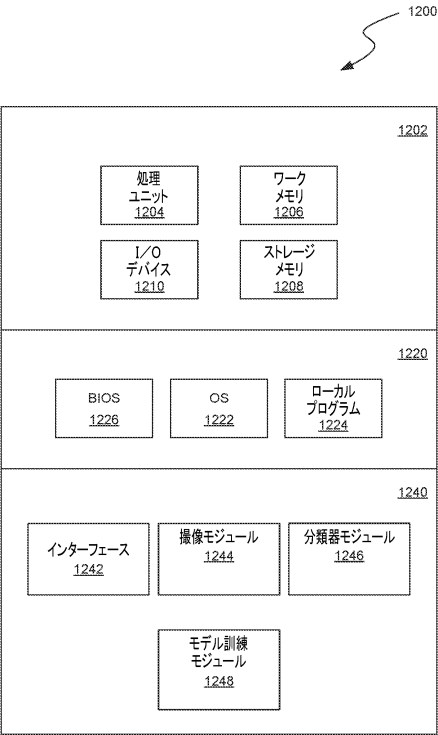 1200
1202
処理
ユニット
1204
ワーク
メモリ
1206
I/O
デバイス
1210
ストレージ
メモリ
1208
1220
BIOS
1226
OS
1222
ローカル
プログラム
1224
1240
インターフェース
1242
撮像モジュール
1244
分類器モジュール
1246
モデル訓練
モジュール
1248